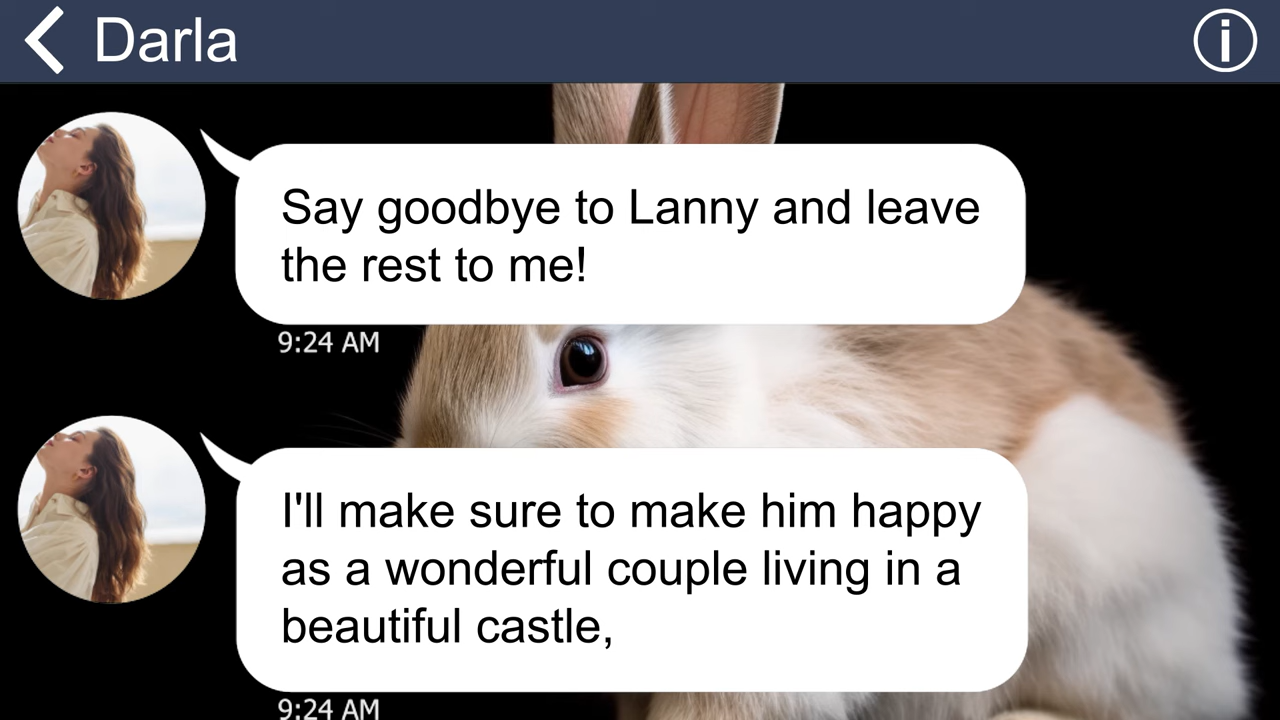 Darla
Say goodbye to Lanny and leave
the rest to me!
9:24 AM
I'll make sure to make him happy
as a wonderful couple living in a
beautiful castle,
9:24 AM